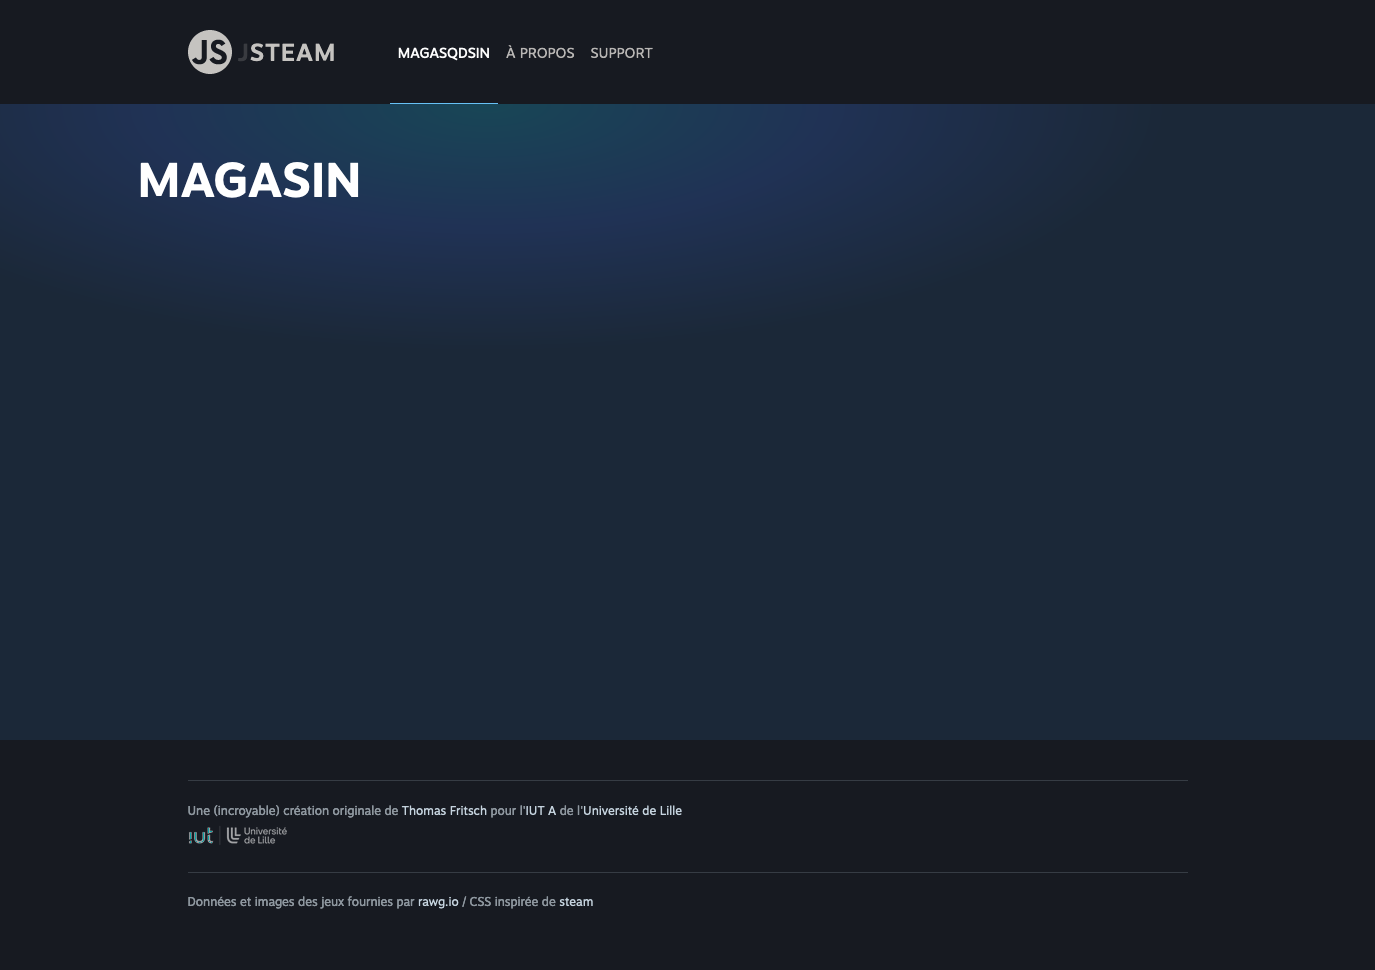 JS JSTEAM
MAGASQDSIN À PROPOS SUPPORT
MAGASIN
Une (incroyable) création originale de Thomas Fritsch pour l'IUT A de l'Université de Lille
iut Université
de Lille
Données et images des jeux fournies par rawg.io / CSS inspirée de steam